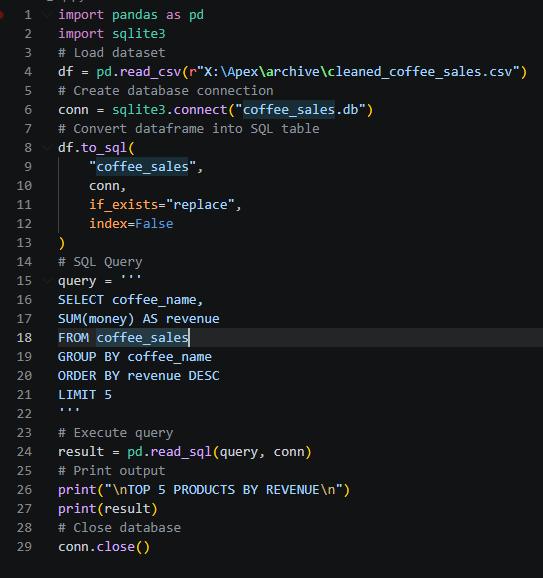 1 import pandas as pd
2 import sqlite3
3 # Load dataset
4 df = pd.read_csv(r"X:\Apex\archive\cleaned_coffee_sales.csv")
5 # Create database connection
6 conn = sqlite3.connect("coffee_sales.db")
7 # Convert dataframe into SQL table
8 df.to_sql(
9     "coffee_sales",
10     conn,
11     if_exists="replace",
12     index=False
13 )
14 # SQL Query
15 query = '''
16 SELECT coffee_name,
17 SUM(money) AS revenue
18 FROM coffee_sales
19 GROUP BY coffee_name
20 ORDER BY revenue DESC
21 LIMIT 5
22 '''
23 # Execute query
24 result = pd.read_sql(query, conn)
25 # Print output
26 print("\nTOP 5 PRODUCTS BY REVENUE\n")
27 print(result)
28 # Close database
29 conn.close()